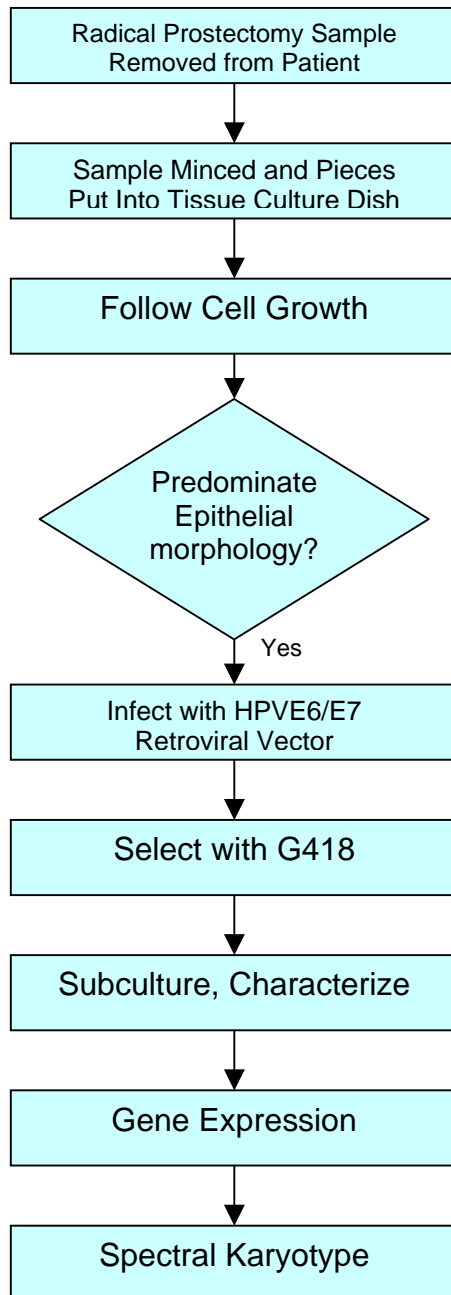 Radical Prostectomy Sample
Removed from Patient
Sample Minced and Pieces
Put Into Tissue Culture Dish
Follow Cell Growth
Predominate
Epithelial
morphology?
Yes
Infect with HPVE6/E7
Retroviral Vector
Select with G418
Subculture, Characterize
Gene Expression
Spectral Karyotype